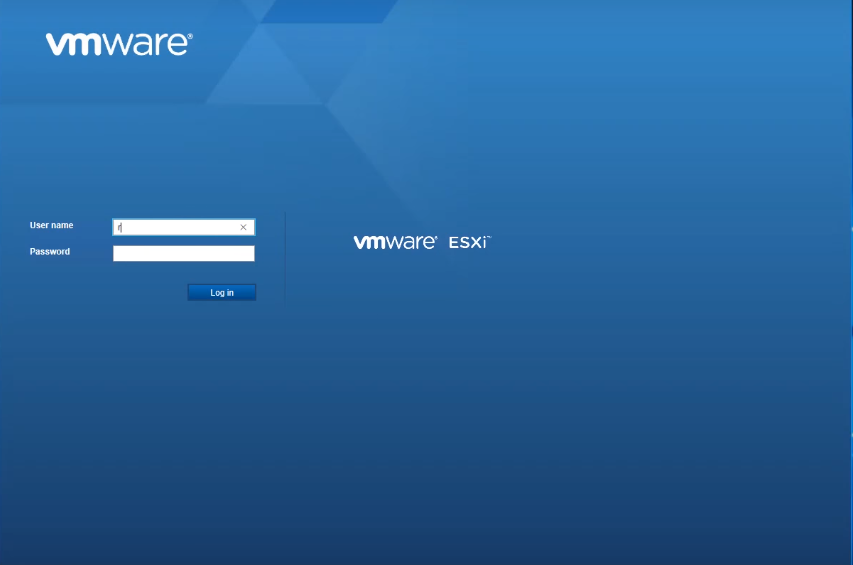 vmware®
User name
r
Password
Log in
vmware® ESXi™